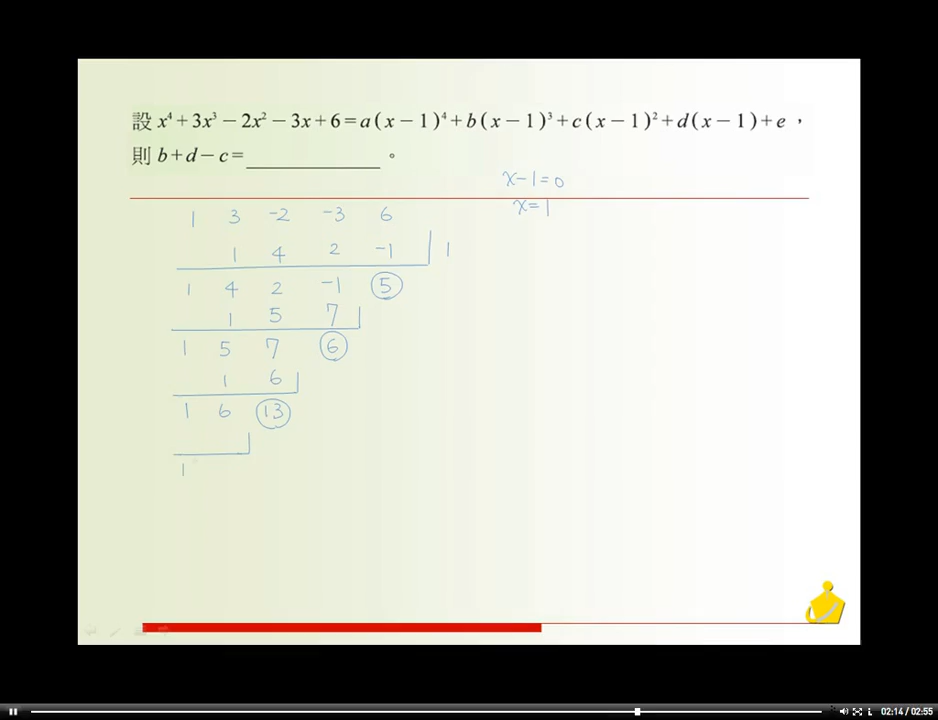 設 x⁴+3x³−2x²−3x+6=a(x−1)⁴+b(x−1)³+c(x−1)²+d(x−1)+e，
則 b+d−c=＿＿＿＿＿＿。
x-1=0
x=1
1 3 -2 -3 6
1 4 2 -1 1
1 4 2 -1 5
1 5 7
1 5 7 6
1 6
1 6 13
1
02:14 / 02:55